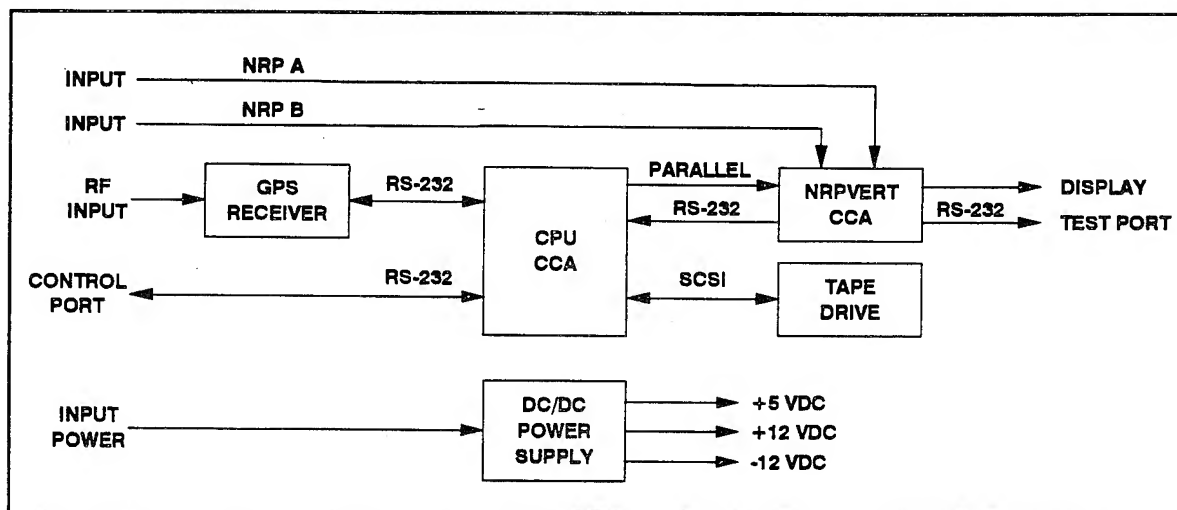 INPUT NRP A
INPUT NRP B
RF INPUT
GPS RECEIVER
RS-232
CPU CCA
PARALLEL
RS-232
NRPVERT CCA
DISPLAY
RS-232
TEST PORT
CONTROL PORT
RS-232
SCSI
TAPE DRIVE
INPUT POWER
DC/DC POWER SUPPLY
+5 VDC
+12 VDC
-12 VDC